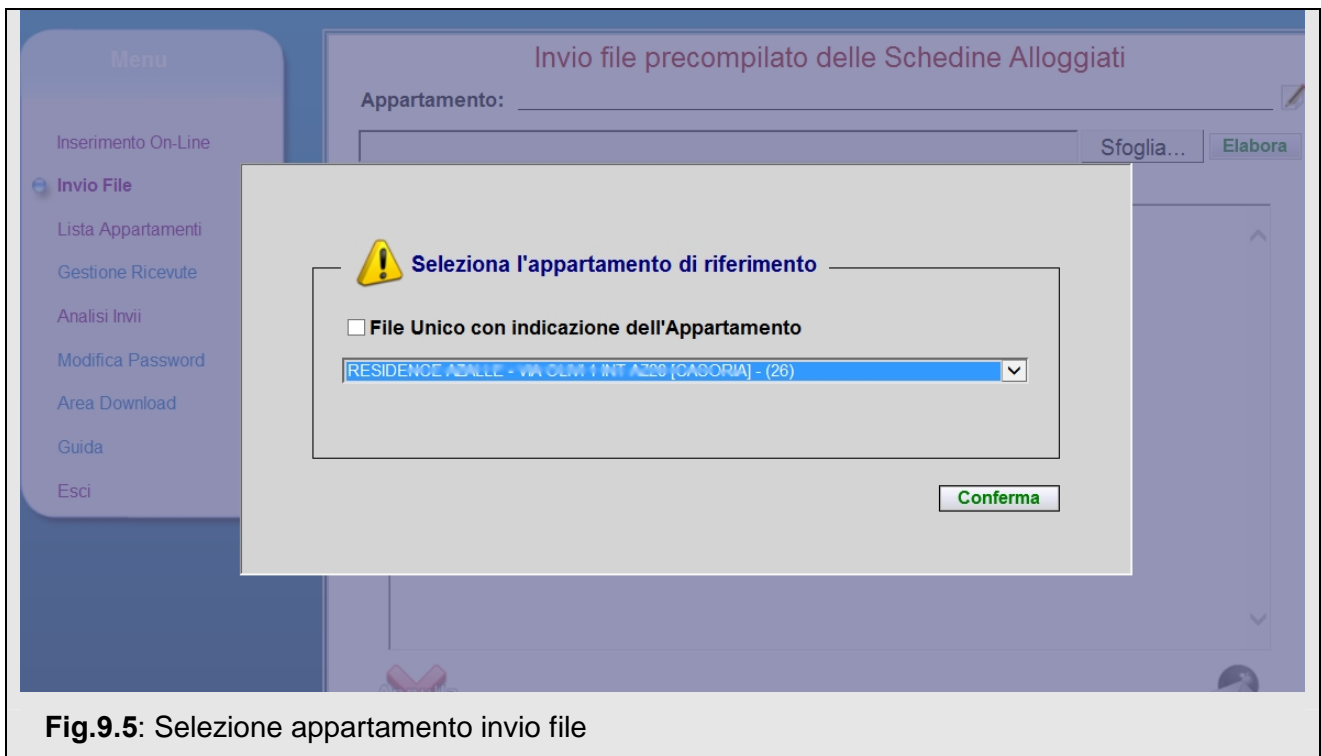 Menu
Inserimento On-Line
Invio File
Lista Appartamenti
Gestione Ricevute
Analisi Invii
Modifica Password
Area Download
Guida
Esci
Invio file precompilato delle Schedine Alloggiati
Appartamento:
Sfoglia... Elabora
Seleziona l'appartamento di riferimento
File Unico con indicazione dell'Appartamento
RESIDENCE - (26)
Conferma
Fig.9.5: Selezione appartamento invio file